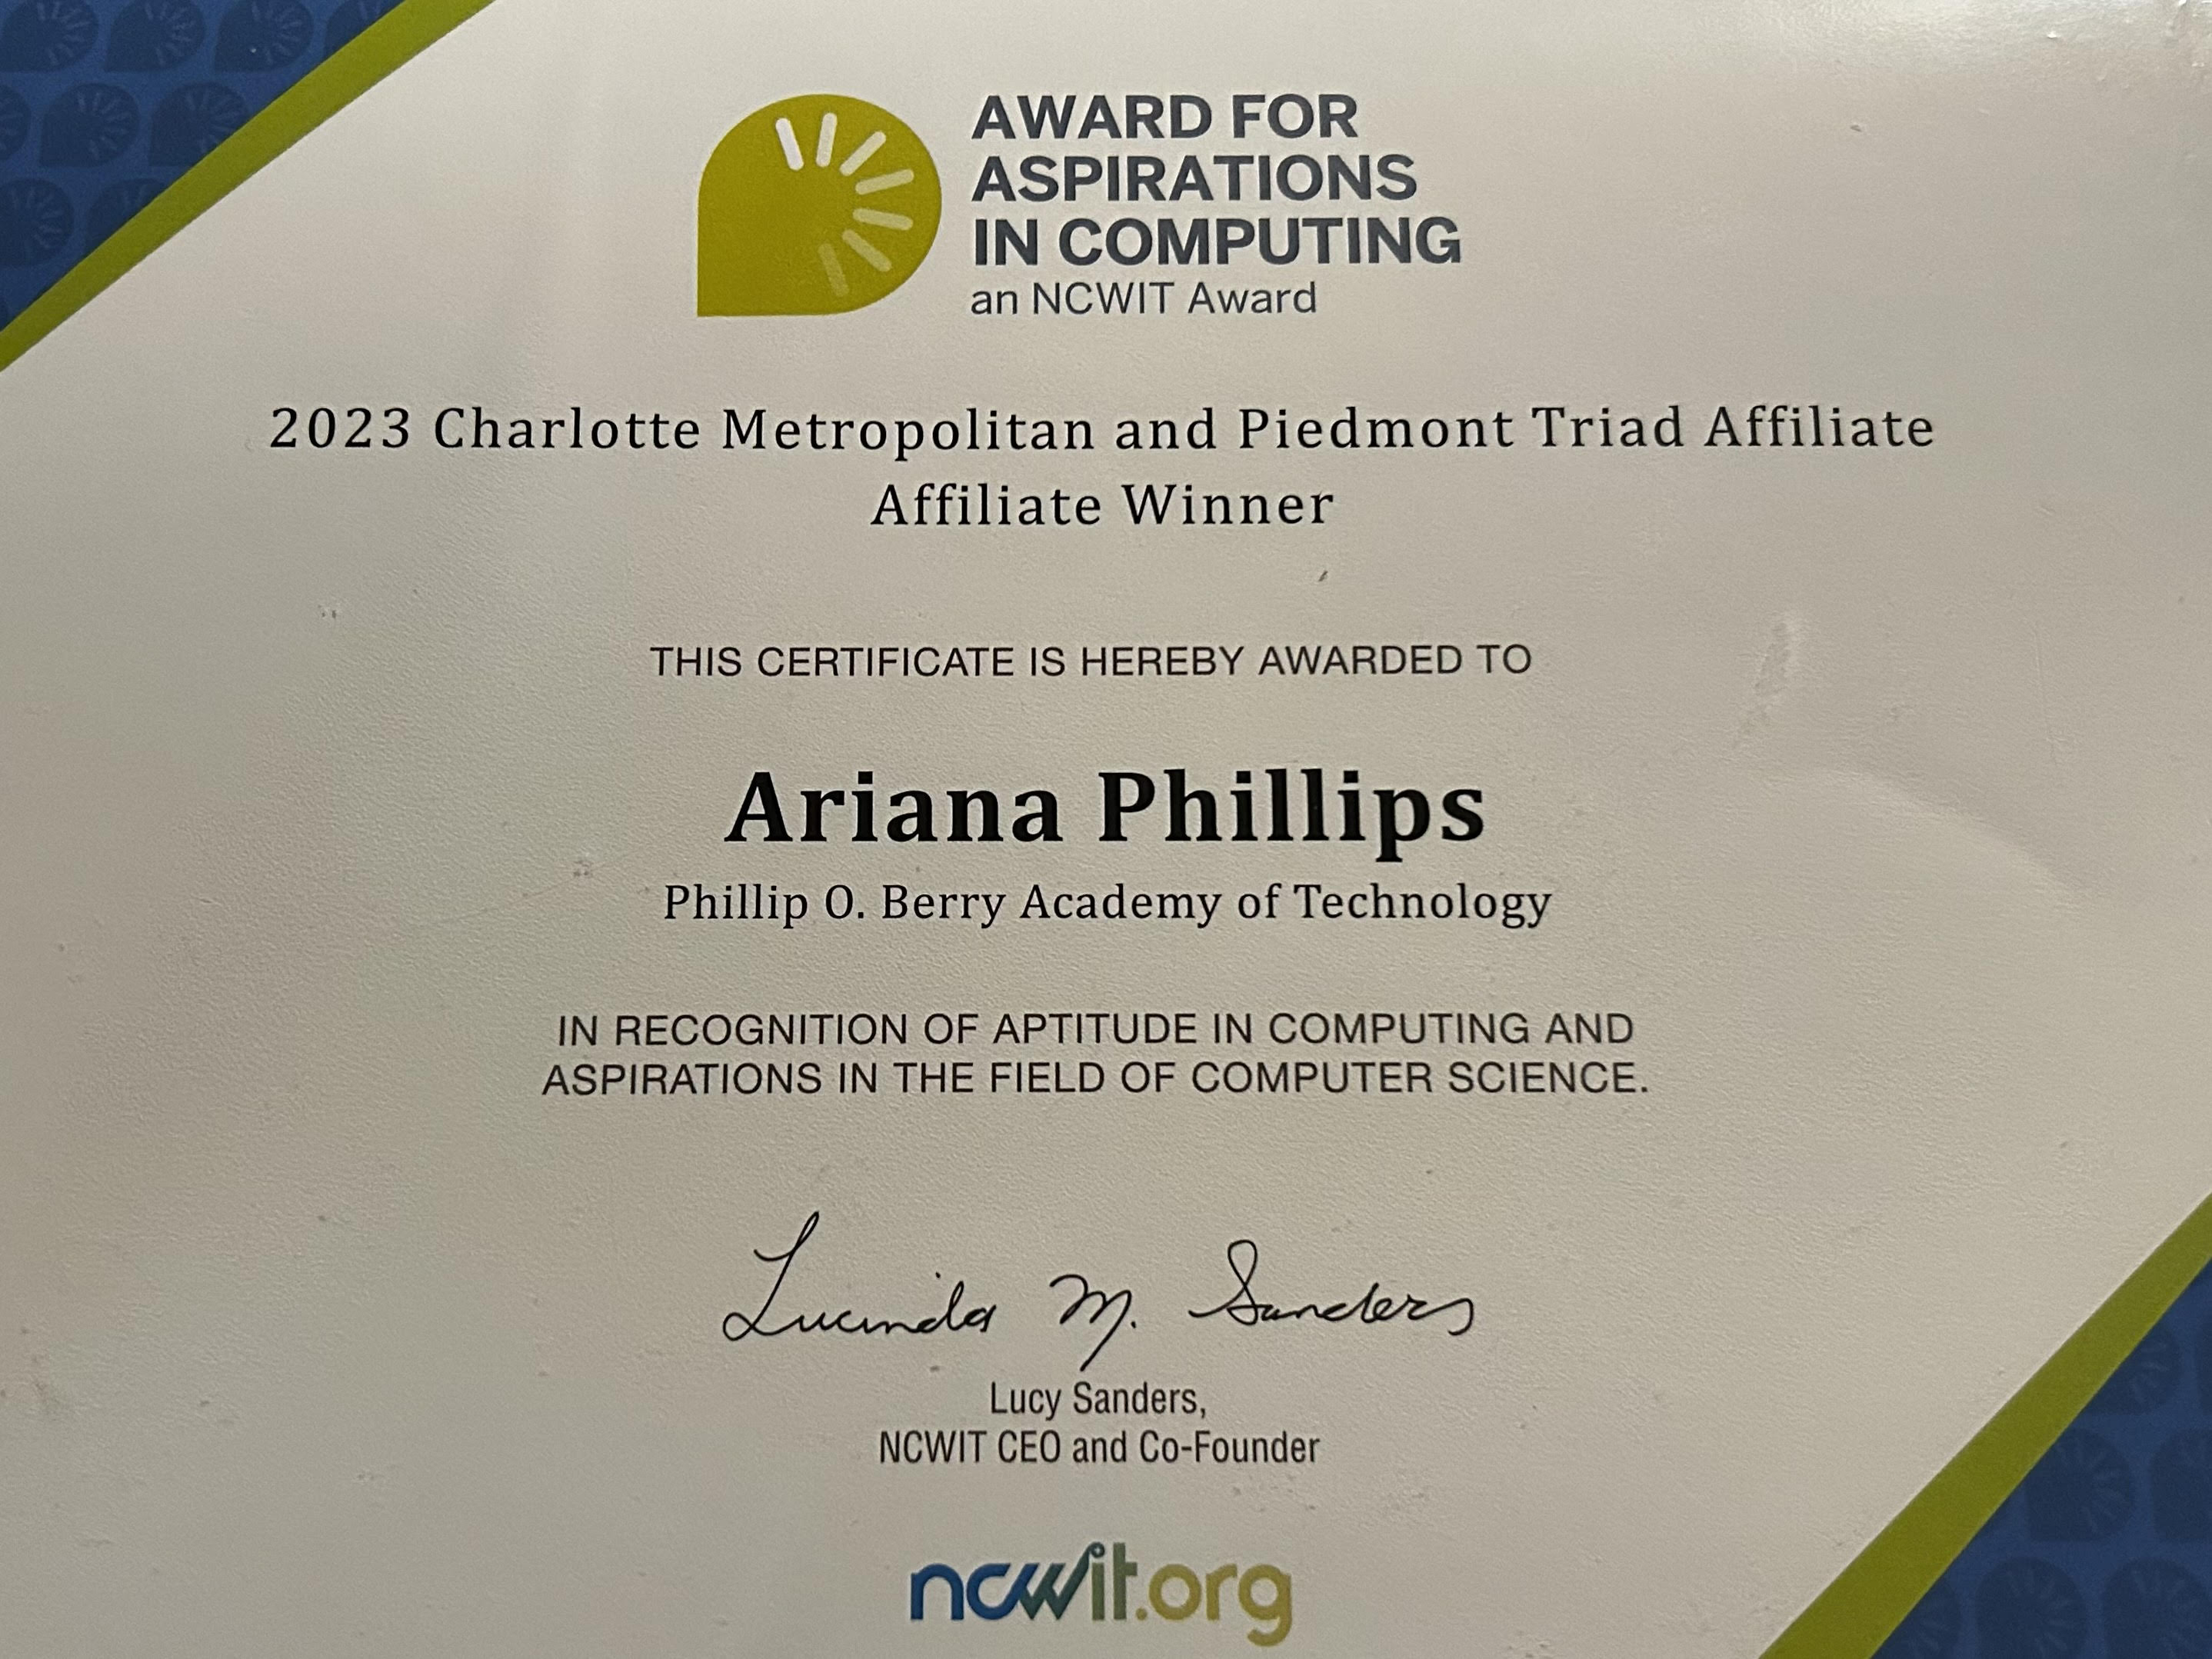 AWARD FOR
ASPIRATIONS
IN COMPUTING
an NCWIT Award
2023 Charlotte Metropolitan and Piedmont Triad Affiliate
Affiliate Winner
THIS CERTIFICATE IS HEREBY AWARDED TO
Ariana Phillips
Phillip O. Berry Academy of Technology
IN RECOGNITION OF APTITUDE IN COMPUTING AND
ASPIRATIONS IN THE FIELD OF COMPUTER SCIENCE.
Lucinda M. Sanders
Lucy Sanders,
NCWIT CEO and Co-Founder
ncwit.org